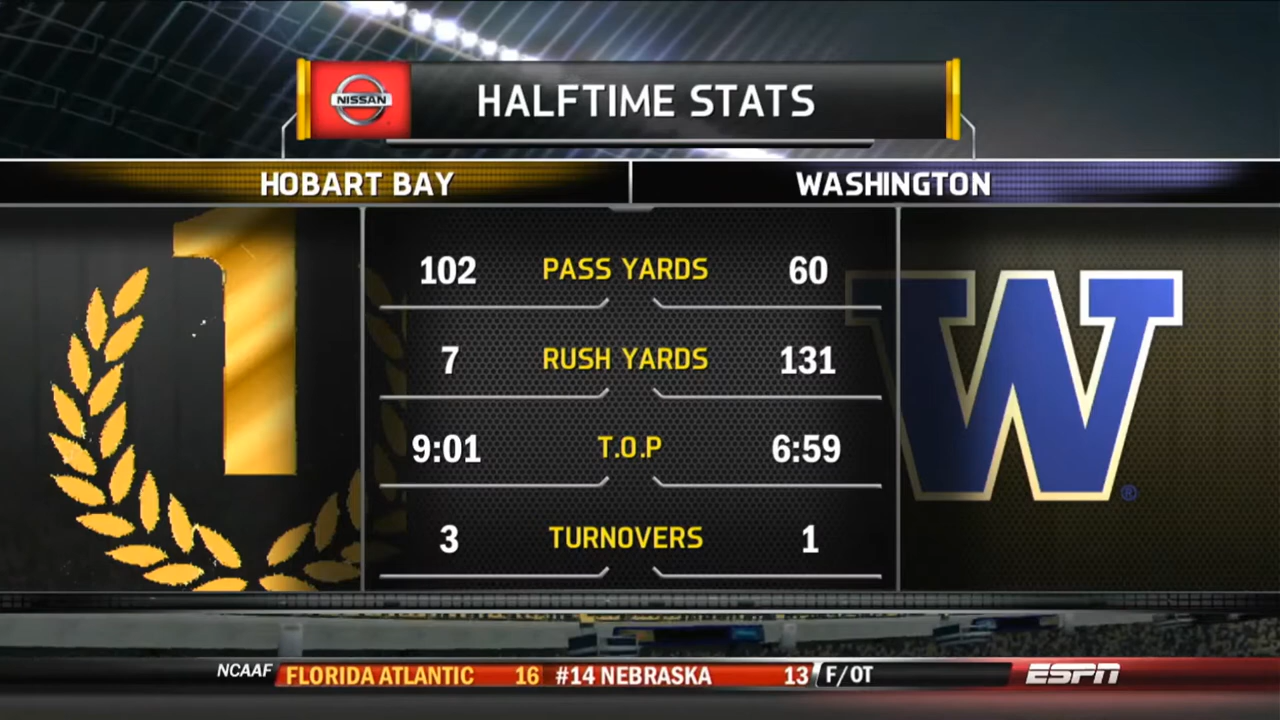 NISSAN
HALFTIME STATS
HOBART BAY WASHINGTON
102 PASS YARDS 60
7 RUSH YARDS 131
9:01 T.O.P 6:59
3 TURNOVERS 1
1
W
®
NCAAF FLORIDA ATLANTIC 16 #14 NEBRASKA 13 F/OT ESPN